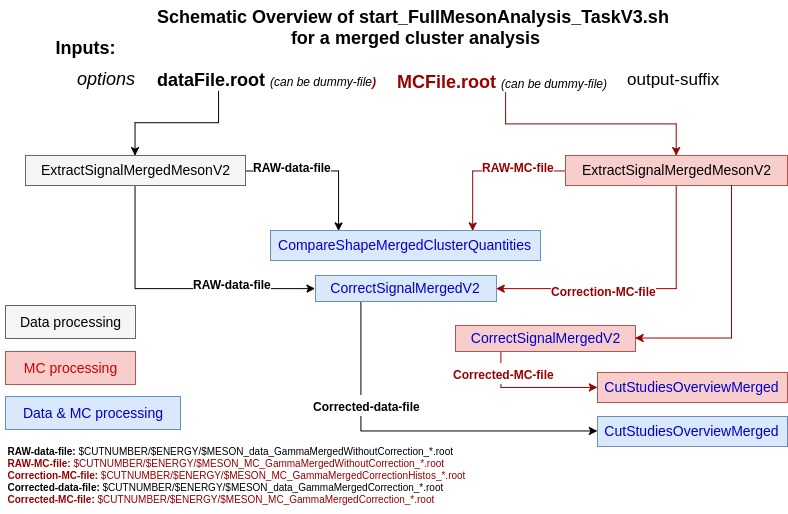 Schematic Overview of start_FullMesonAnalysis_TaskV3.sh
for a merged cluster analysis
Inputs:
options dataFile.root (can be dummy-file) MCFile.root (can be dummy-file) output-suffix
ExtractSignalMergedMesonV2
RAW-data-file
RAW-MC-file
ExtractSignalMergedMesonV2
CompareShapeMergedClusterQuantities
RAW-data-file
CorrectSignalMergedV2
Correction-MC-file
Data processing
CorrectSignalMergedV2
MC processing
Corrected-MC-file
CutStudiesOverviewMerged
Data & MC processing
Corrected-data-file
CutStudiesOverviewMerged
RAW-data-file: $CUTNUMBER/$ENERGY/$MESON_data_GammaMergedWithoutCorrection_*.root
RAW-MC-file: $CUTNUMBER/$ENERGY/$MESON_MC_GammaMergedWithoutCorrection_*.root
Correction-MC-file: $CUTNUMBER/$ENERGY/$MESON_MC_GammaMergedCorrectionHistos_*.root
Corrected-data-file: $CUTNUMBER/$ENERGY/$MESON_data_GammaMergedCorrection_*.root
Corrected-MC-file: $CUTNUMBER/$ENERGY/$MESON_MC_GammaMergedCorrection_*.root